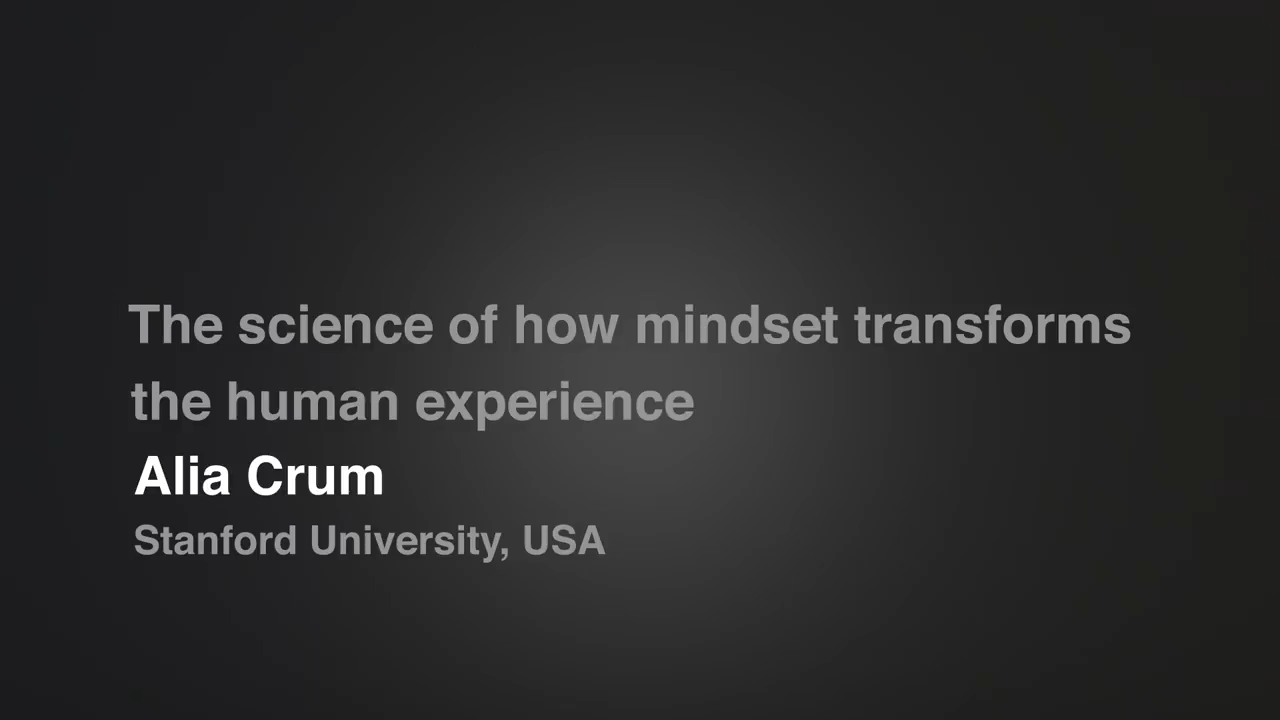 The science of how mindset transforms
the human experience
Alia Crum
Stanford University, USA